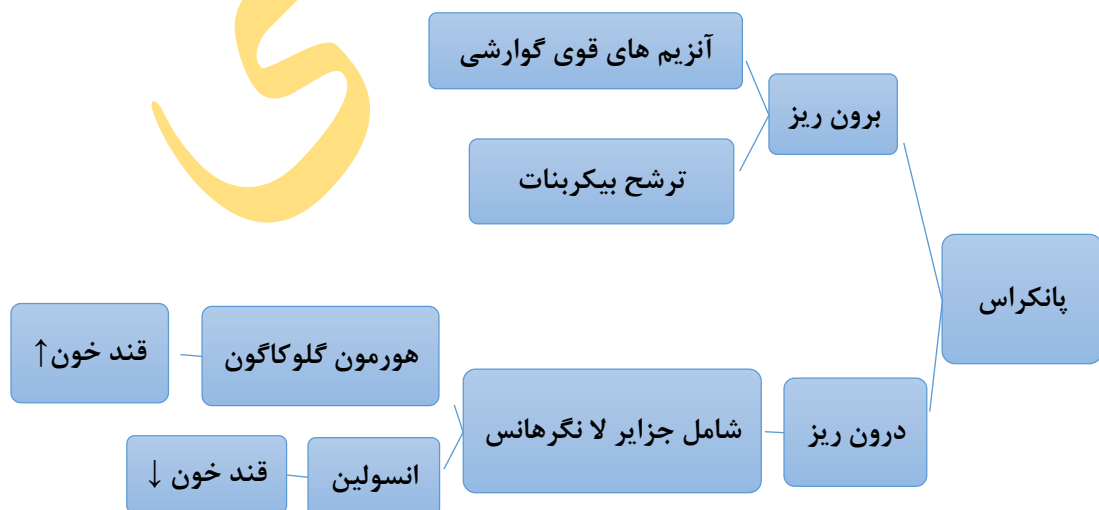 پانکراس
برون ریز
آنزیم های قوی گوارشی
ترشح بیکربنات
درون ریز
شامل جزایر لا نگرهانس
هورمون گلوکاگون
قند خون↑
انسولین
قند خون ↓